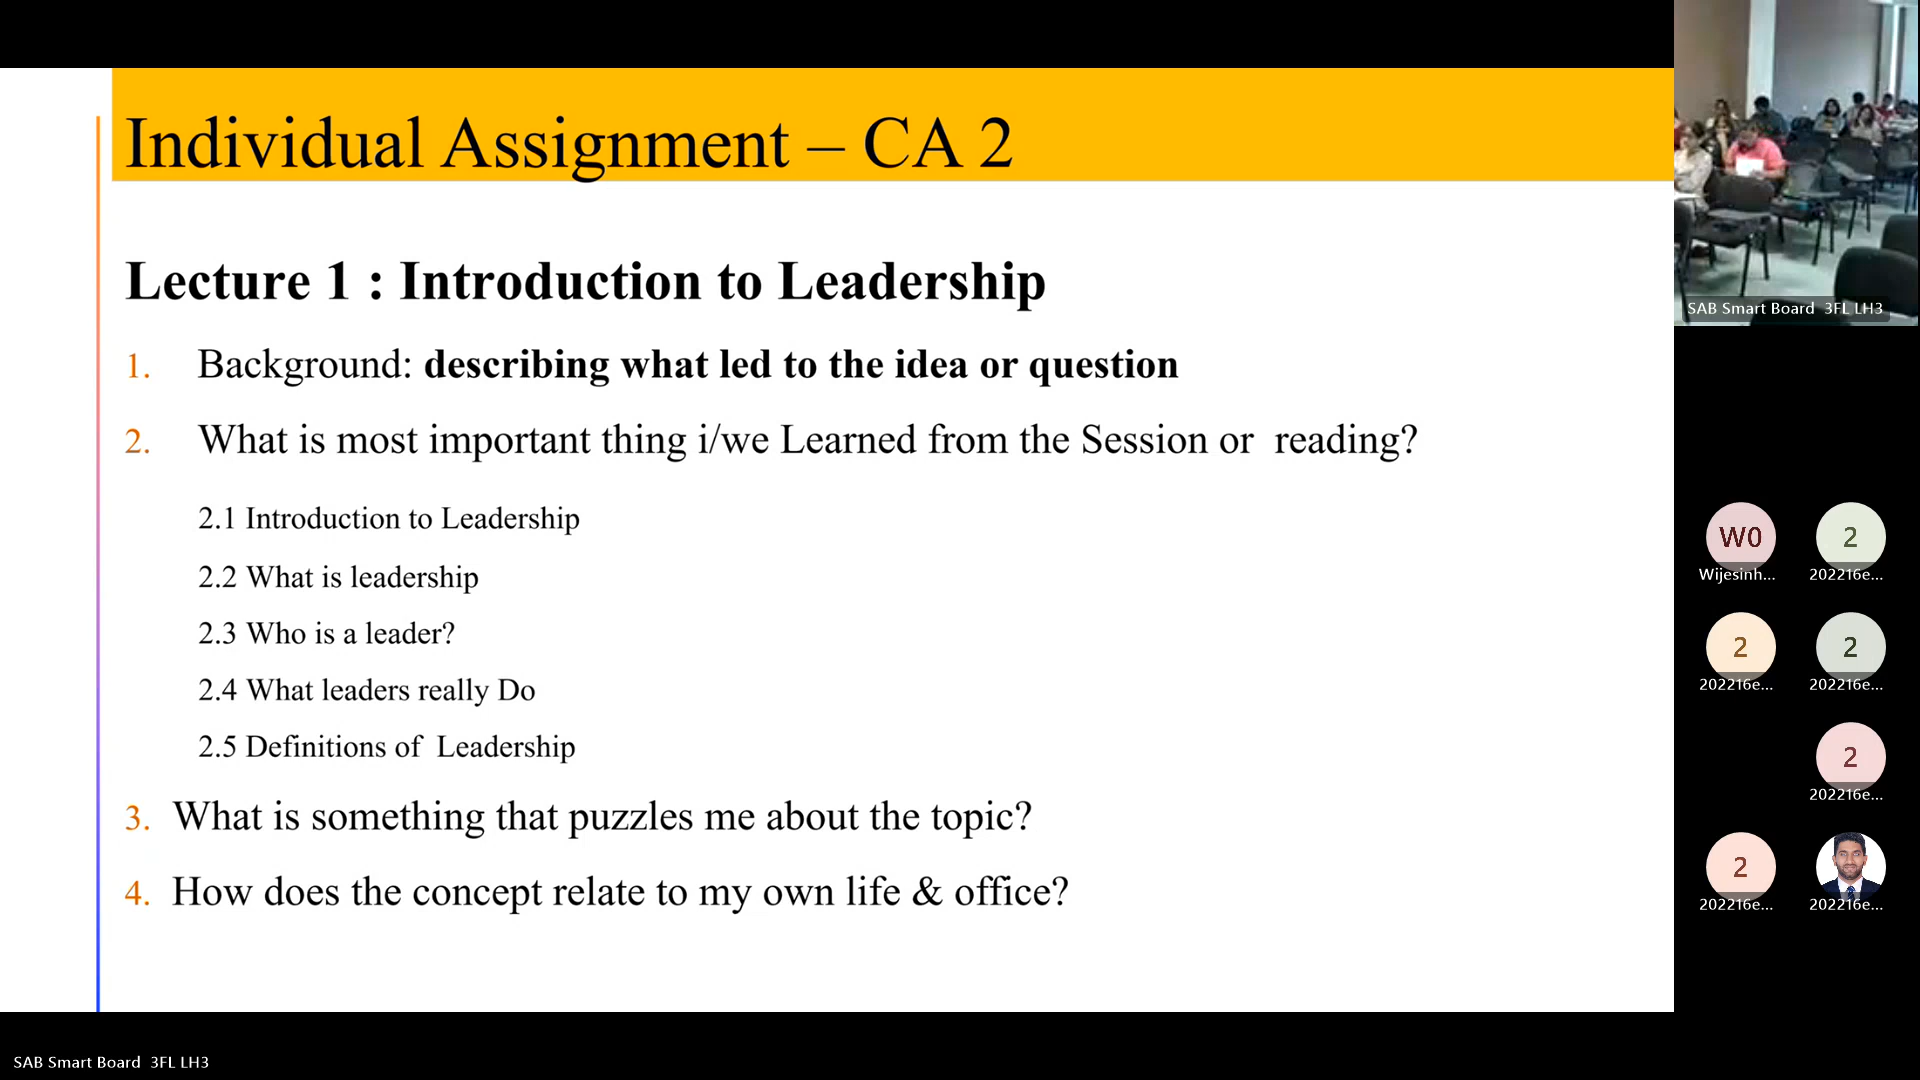 Individual Assignment – CA 2
Lecture 1 : Introduction to Leadership
1. Background: describing what led to the idea or question
2. What is most important thing i/we Learned from the Session or reading?
2.1 Introduction to Leadership
2.2 What is leadership
2.3 Who is a leader?
2.4 What leaders really Do
2.5 Definitions of Leadership
3. What is something that puzzles me about the topic?
4. How does the concept relate to my own life & office?
SAB Smart Board 3FL LH3
W0
Wijesinh...
2
202216e...
2
202216e...
2
202216e...
2
202216e...
2
202216e...
202216e...
SAB Smart Board 3FL LH3